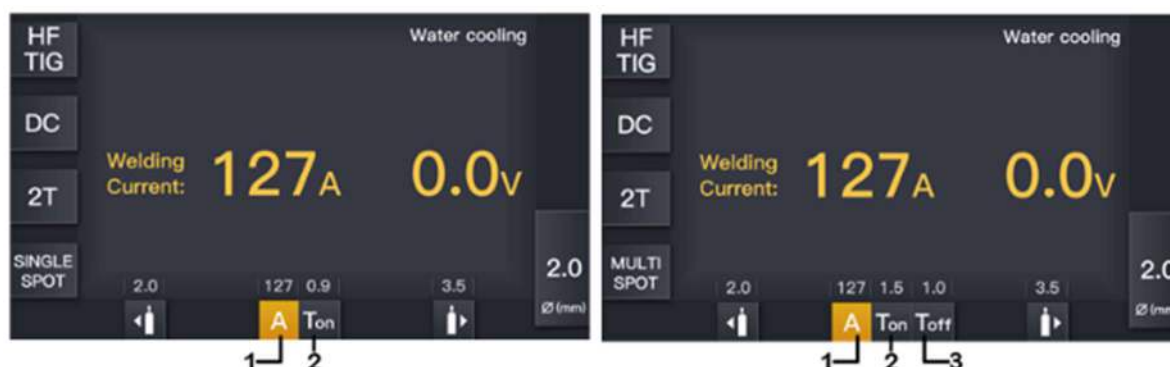 HF
TIG
Water cooling
DC
Welding
Current:
127A
0.0V
2T
SINGLE
SPOT
2.0
127
0.9
3.5
2.0
A
Ton
Ø (mm)
1
2
HF
TIG
Water cooling
DC
Welding
Current:
127A
0.0V
2T
MULTI
SPOT
2.0
127
1.5
1.0
3.5
A
Ton
Toff
1
2
3